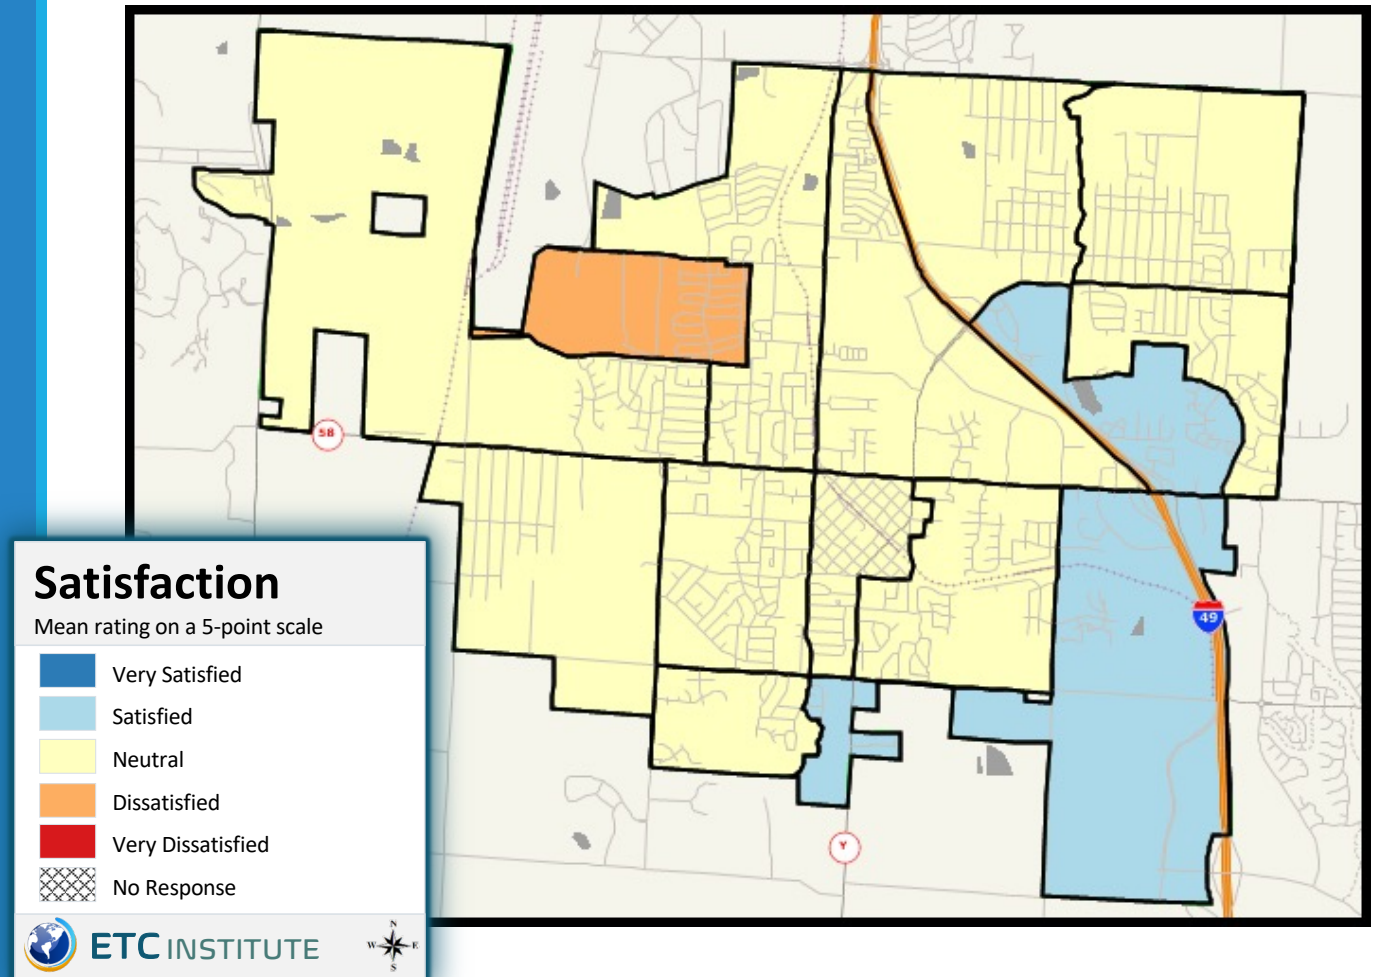 58
49
Y
Satisfaction
Mean rating on a 5-point scale
Very Satisfied
Satisfied
Neutral
Dissatisfied
Very Dissatisfied
No Response
ETC INSTITUTE
N
W E
S